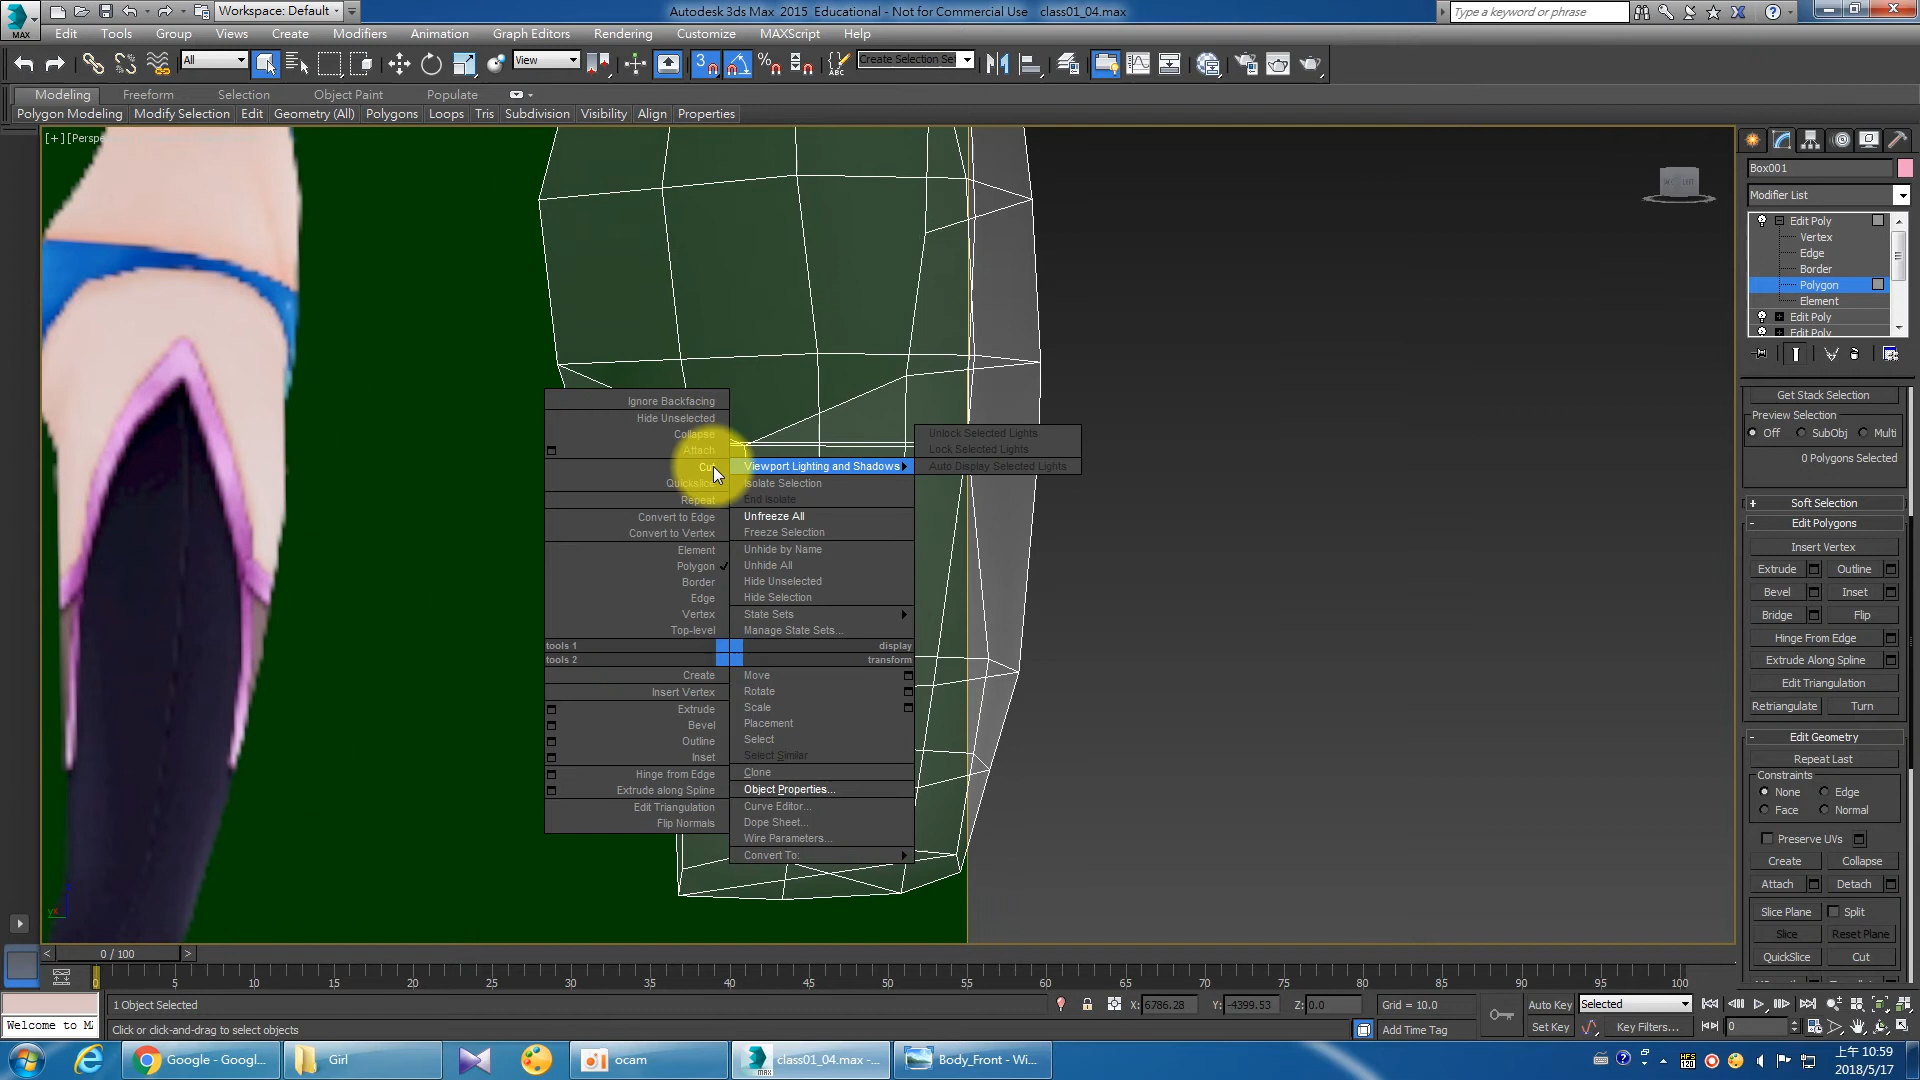 Workspace: Default
Autodesk 3ds Max 2015 Educational - Not for Commercial Use class01_04.max
Type a keyword or phrase
Edit Tools Group Views Create Modifiers Animation Graph Editors Rendering Customize MAXScript Help
All
View
Create Selection Se
Modeling Freeform Selection Object Paint Populate
Polygon Modeling Modify Selection Edit Geometry (All) Polygons Loops Tris Subdivision Visibility Align Properties
[+][Perspe
Box001
Modifier List
Edit Poly
Vertex
Edge
Border
Polygon
Element
Edit Poly
Edit Poly
Get Stack Selection
Preview Selection
Off SubObj Multi
0 Polygons Selected
+ Soft Selection
- Edit Polygons
Insert Vertex
Extrude Outline
Bevel Inset
Bridge Flip
Hinge From Edge
Extrude Along Spline
Edit Triangulation
Retriangulate Turn
- Edit Geometry
Repeat Last
Constraints
None Edge
Face Normal
Preserve UVs
Create Collapse
Attach Detach
Slice Plane Split
Slice Reset Plane
QuickSlice Cut
Ignore Backfacing
Hide Unselected
Collapse
Attach
Cut
Quickslice
Repeat
Convert to Edge
Convert to Vertex
Element
Polygon
Border
Edge
Vertex
Top-level
tools 1
tools 2
Create
Insert Vertex
Extrude
Bevel
Outline
Inset
Hinge from Edge
Extrude along Spline
Edit Triangulation
Flip Normals
Viewport Lighting and Shadows
Isolate Selection
End Isolate
Unfreeze All
Freeze Selection
Unhide by Name
Unhide All
Hide Unselected
Hide Selection
State Sets
Manage State Sets...
display
transform
Move
Rotate
Scale
Placement
Select
Select Similar
Clone
Object Properties...
Curve Editor...
Dope Sheet...
Wire Parameters...
Convert To:
Unlock Selected Lights
Lock Selected Lights
Auto Display Selected Lights
0 / 100
0 5 10 15 20 25 30 35 40 45 50 55 60 65 70 75 80 85 90 95 100
1 Object Selected
X: 6786.28 Y: -4399.53 Z: 0.0 Grid = 10.0
Auto Key Selected
Welcome to M
Click or click-and-drag to select objects
Add Time Tag
Set Key Key Filters... 0
Google - Googl...
Girl
ocam
class01_04.max -...
Body_Front - Wi...
上午 10:59
2018/5/17